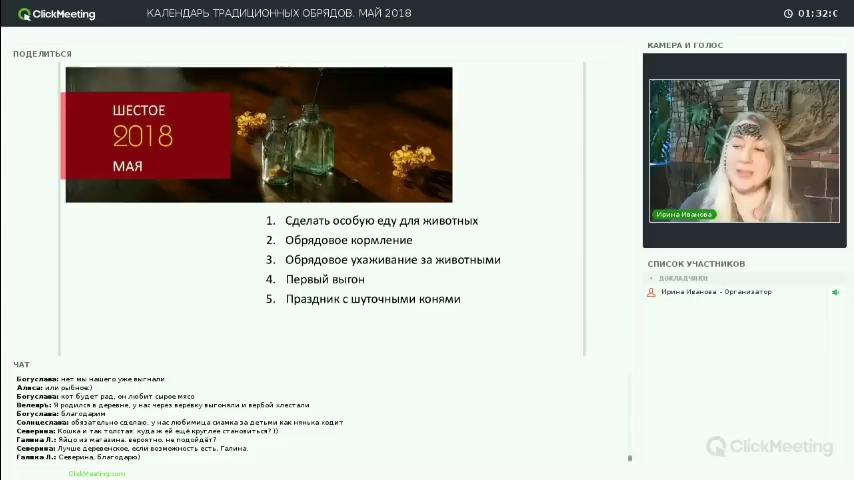 ClickMeeting
КАЛЕНДАРЬ ТРАДИЦИОННЫХ ОБРЯДОВ. МАЙ 2018
01:32:0
ПОДЕЛИТЬСЯ
ШЕСТОЕ
2018
МАЯ
1. Сделать особую еду для животных
2. Обрядовое кормление
3. Обрядовое ухаживание за животными
4. Первый выгон
5. Праздник с шуточными конями
ЧАТ
Богуслава: нет мы нашего уже выгнали
Алиса: или рыбное:)
Богуслава: кот будет рад, он любит сырое мясо
Велеяръ: Я родился в деревне, у нас через верёвку выгоняли и вербой хлестали
Богуслава: благодарим
Солнцеслава: обязательно сделаю, у нас любимица сиамка за детьми как нянька ходит
Северина: Кошка и так толстая: куда ж ей ещё круглее становиться? ))
Галина Л.: Яйцо из магазина. вероятно. не подойдёт?
Северина: Лучше деревенское, если возможность есть, Галина.
Галина Л.: Северина, благодарю)
ClickMeeting.com
КАМЕРА И ГОЛОС
Ирина Иванова
СПИСОК УЧАСТНИКОВ
ДОКЛАДЧИКИ
Ирина Иванова - Организатор
ClickMeeting